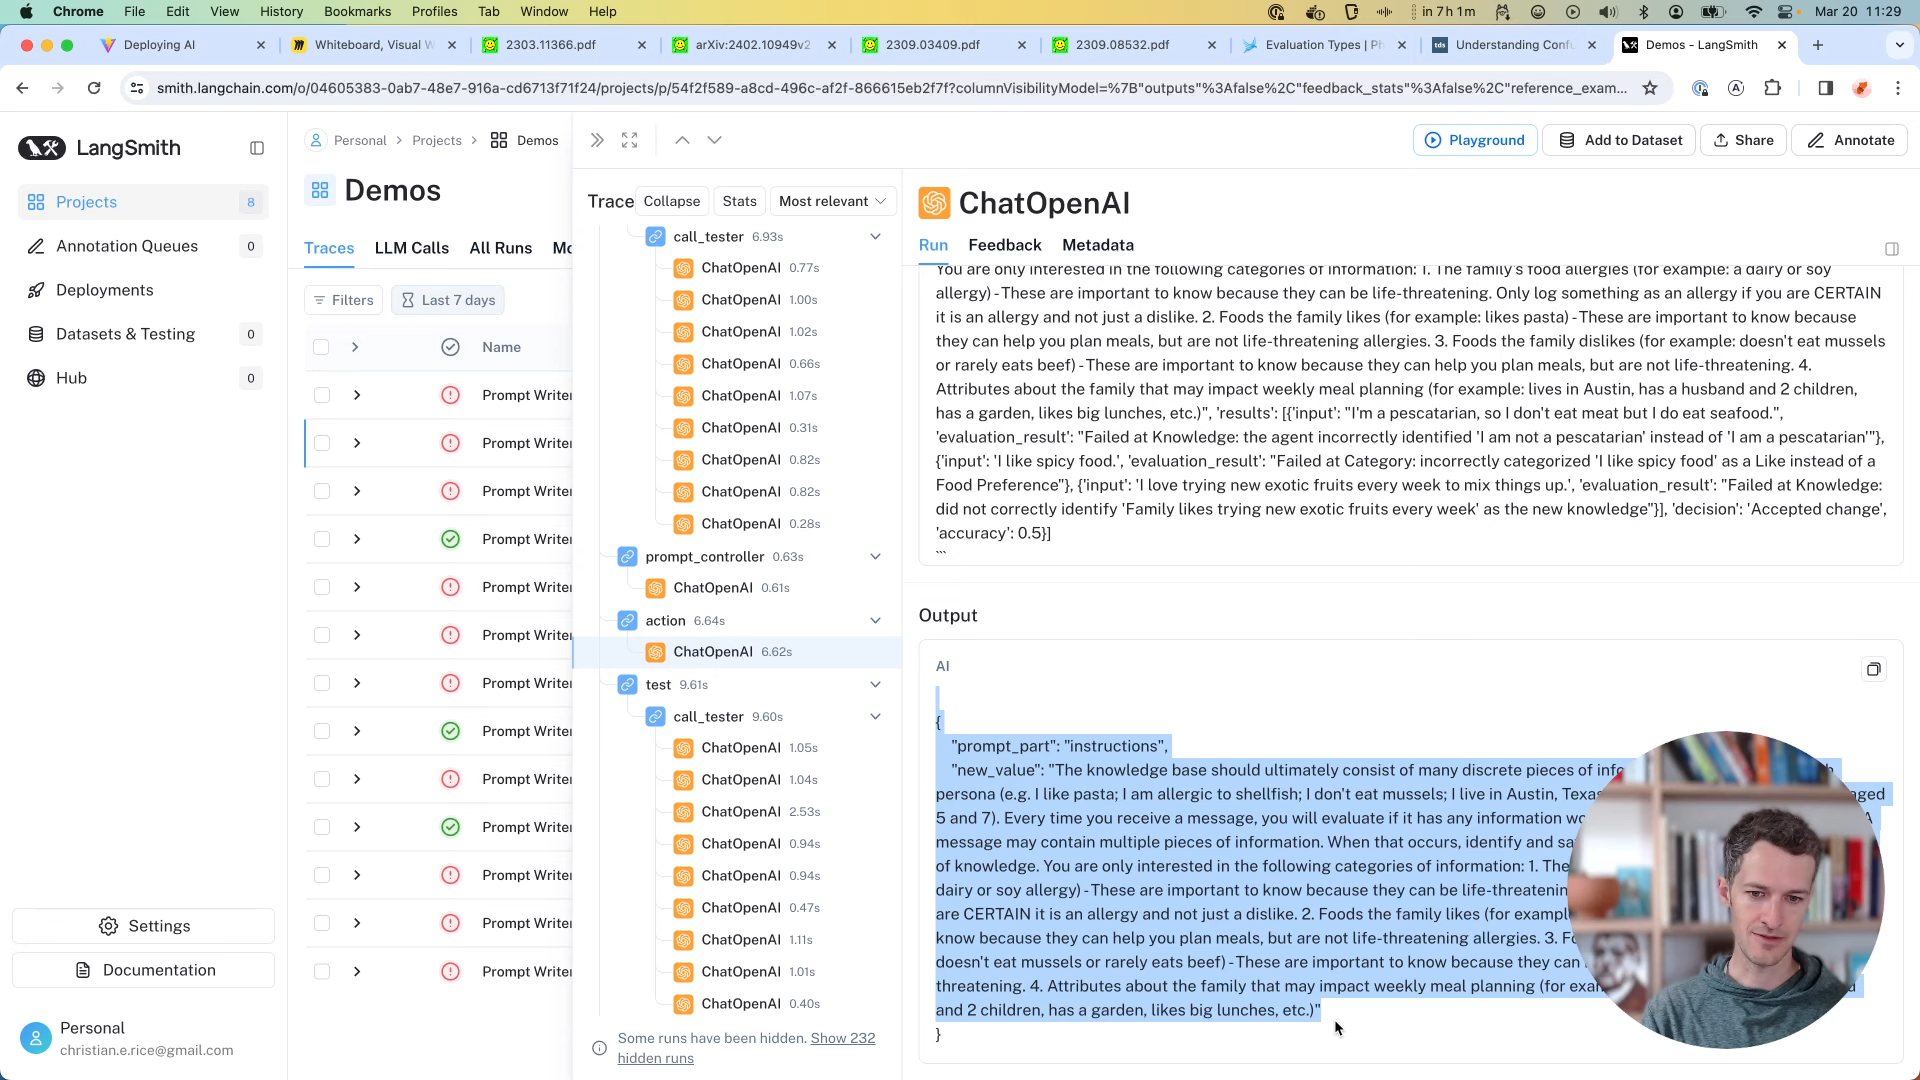 Chrome File Edit View History Bookmarks Profiles Tab Window Help
in 7h 1m
Mar 20 11:29
Deploying AI
Whiteboard, Visual W
2303.11366.pdf
arXiv:2402.10949v2
2309.03409.pdf
2309.08532.pdf
Evaluation Types | Ph
Understanding Conf
Demos - LangSmith
smith.langchain.com/o/04605383-0ab7-48e7-916a-cd6713f71f24/projects/p/54f2f589-a8cd-496c-af2f-866615eb2f7f?columnVisibilityModel=%7B"outputs"%3Afalse%2C"feedback_stats"%3Afalse%2C"reference_exam...
LangSmith
Projects 8
Annotation Queues 0
Deployments
Datasets & Testing 0
Hub 0
Settings
Documentation
Personal
christian.e.rice@gmail.com
Personal > Projects > Demos
Demos
Traces LLM Calls All Runs Mo
Filters Last 7 days
Name
Prompt Writer
Prompt Writer
Prompt Writer
Prompt Writer
Prompt Writer
Prompt Writer
Prompt Writer
Prompt Writer
Prompt Writer
Prompt Writer
Prompt Writer
Prompt Writer
Prompt Writer
Playground Add to Dataset Share Annotate
Trace Collapse Stats Most relevant
call_tester 6.93s
ChatOpenAI 0.77s
ChatOpenAI 1.00s
ChatOpenAI 1.02s
ChatOpenAI 0.66s
ChatOpenAI 1.07s
ChatOpenAI 0.31s
ChatOpenAI 0.82s
ChatOpenAI 0.82s
ChatOpenAI 0.28s
prompt_controller 0.63s
ChatOpenAI 0.61s
action 6.64s
ChatOpenAI 6.62s
test 9.61s
call_tester 9.60s
ChatOpenAI 1.05s
ChatOpenAI 1.04s
ChatOpenAI 2.53s
ChatOpenAI 0.94s
ChatOpenAI 0.94s
ChatOpenAI 0.47s
ChatOpenAI 1.11s
ChatOpenAI 1.01s
ChatOpenAI 0.40s
Some runs have been hidden. Show 232
hidden runs
ChatOpenAI
Run Feedback Metadata
You are only interested in the following categories of information: 1. The family's food allergies (for example: a dairy or soy
allergy) - These are important to know because they can be life-threatening. Only log something as an allergy if you are CERTAIN
it is an allergy and not just a dislike. 2. Foods the family likes (for example: likes pasta) - These are important to know because
they can help you plan meals, but are not life-threatening allergies. 3. Foods the family dislikes (for example: doesn't eat mussels
or rarely eats beef) - These are important to know because they can help you plan meals, but are not life-threatening. 4.
Attributes about the family that may impact weekly meal planning (for example: lives in Austin, has a husband and 2 children,
has a garden, likes big lunches, etc.)", 'results': [{'input': "I'm a pescatarian, so I don't eat meat but I do eat seafood.",
'evaluation_result': "Failed at Knowledge: the agent incorrectly identified 'I am not a pescatarian' instead of 'I am a pescatarian'"},
{'input': 'I like spicy food.', 'evaluation_result': "Failed at Category: incorrectly categorized 'I like spicy food' as a Like instead of a
Food Preference"}, {'input': 'I love trying new exotic fruits every week to mix things up.', 'evaluation_result': "Failed at Knowledge:
did not correctly identify 'Family likes trying new exotic fruits every week' as the new knowledge"}], 'decision': 'Accepted change',
'accuracy': 0.5}]
```
Output
AI
{
"prompt_part": "instructions",
"new_value": "The knowledge base should ultimately consist of many discrete pieces of info
persona (e.g. I like pasta; I am allergic to shellfish; I don't eat mussels; I live in Austin, Texas aged
5 and 7). Every time you receive a message, you will evaluate if it has any information wo A
message may contain multiple pieces of information. When that occurs, identify and sa
of knowledge. You are only interested in the following categories of information: 1. The
dairy or soy allergy) - These are important to know because they can be life-threatenin
are CERTAIN it is an allergy and not just a dislike. 2. Foods the family likes (for exampl
know because they can help you plan meals, but are not life-threatening allergies. 3. Fo
doesn't eat mussels or rarely eats beef) - These are important to know because they can
threatening. 4. Attributes about the family that may impact weekly meal planning (for exam
and 2 children, has a garden, likes big lunches, etc.)"
}